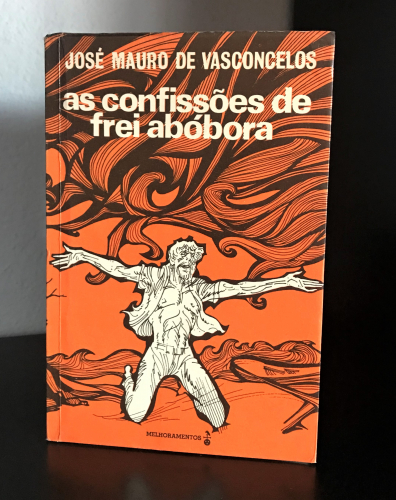 JOSÉ MAURO DE VASCONCELOS
as confissões de
frei abóbora
MELHORAMENTOS